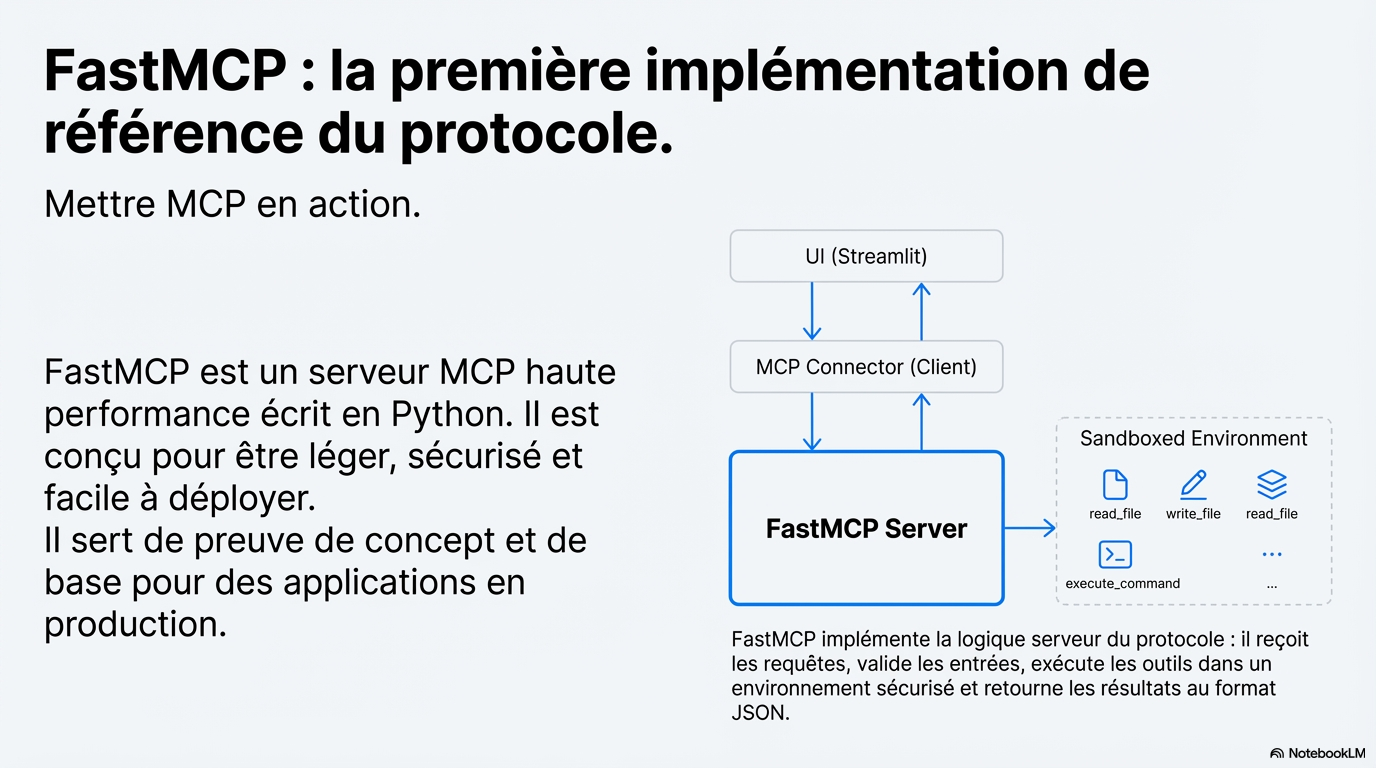 FastMCP : la première implémentation de
référence du protocole.
Mettre MCP en action.
FastMCP est un serveur MCP haute
performance écrit en Python. Il est
conçu pour être léger, sécurisé et
facile à déployer.
Il sert de preuve de concept et de
base pour des applications en
production.
UI (Streamlit)
MCP Connector (Client)
FastMCP Server
Sandboxed Environment
read_file write_file read_file
execute_command ...
FastMCP implémente la logique serveur du protocole : il reçoit
les requêtes, valide les entrées, exécute les outils dans un
environnement sécurisé et retourne les résultats au format
JSON.
NotebookLM